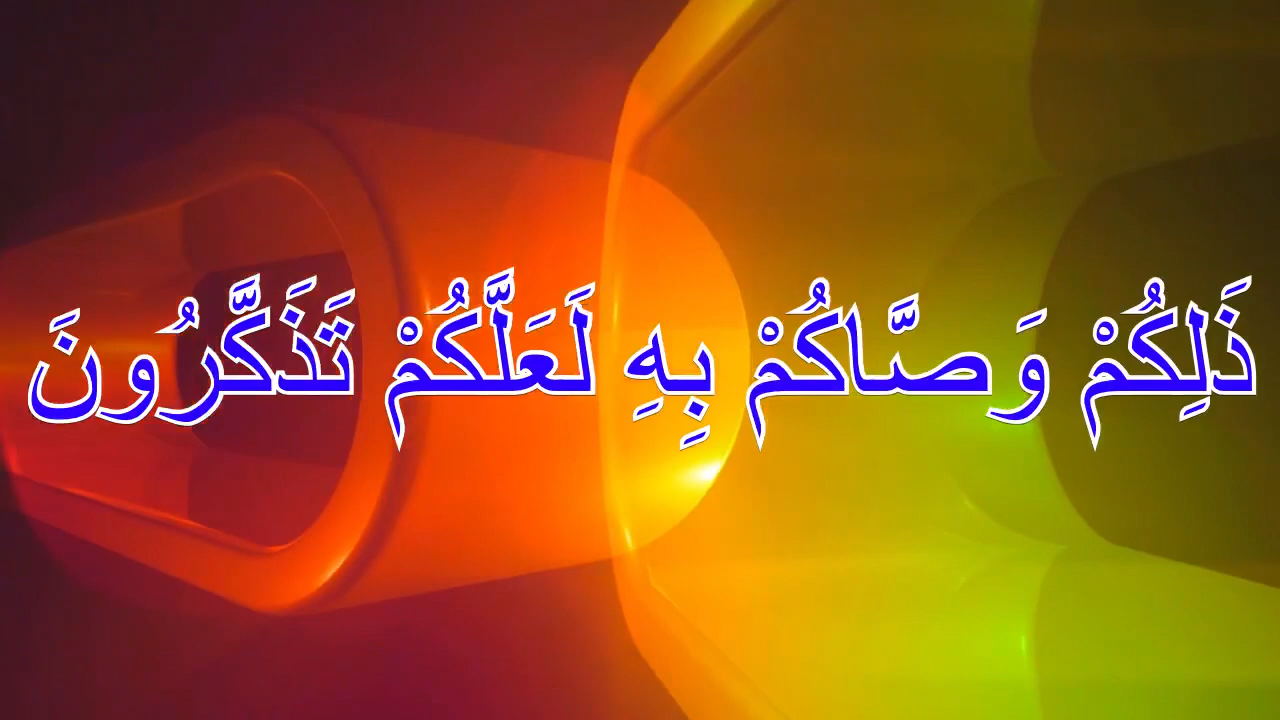 ذَلِكُمْ وَصَّاكُمْ بِهِ لَعَلَّكُمْ تَذَكَّرُونَ